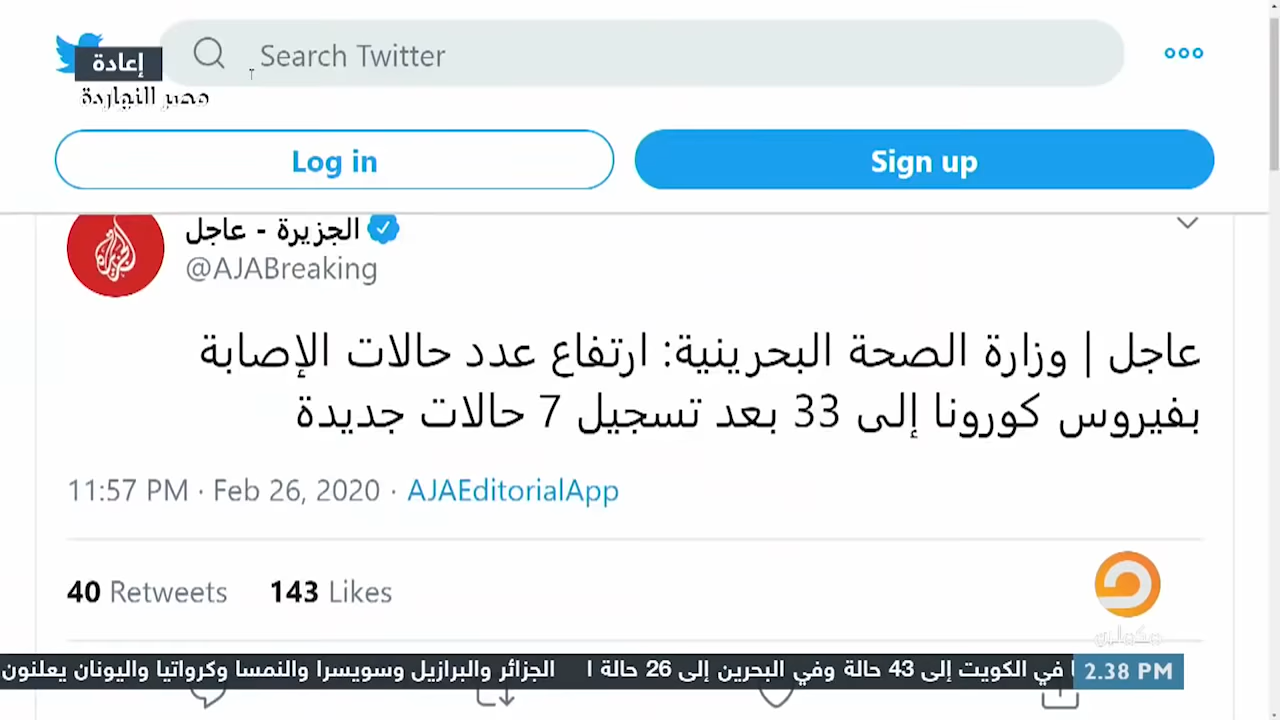 Search Twitter
إعادة
مصر النهاردة
Log in
Sign up
الجزيرة - عاجل
@AJABreaking
عاجل | وزارة الصحة البحرينية: ارتفاع عدد حالات الإصابة
بفيروس كورونا إلى 33 بعد تسجيل 7 حالات جديدة
11:57 PM · Feb 26, 2020 · AJAEditorialApp
40 Retweets 143 Likes
مكملين
ا في الكويت إلى 43 حالة وفي البحرين إلى 26 حالة ا الجزائر والبرازيل وسويسرا والنمسا وكرواتيا واليونان يعلنون
2.38 PM